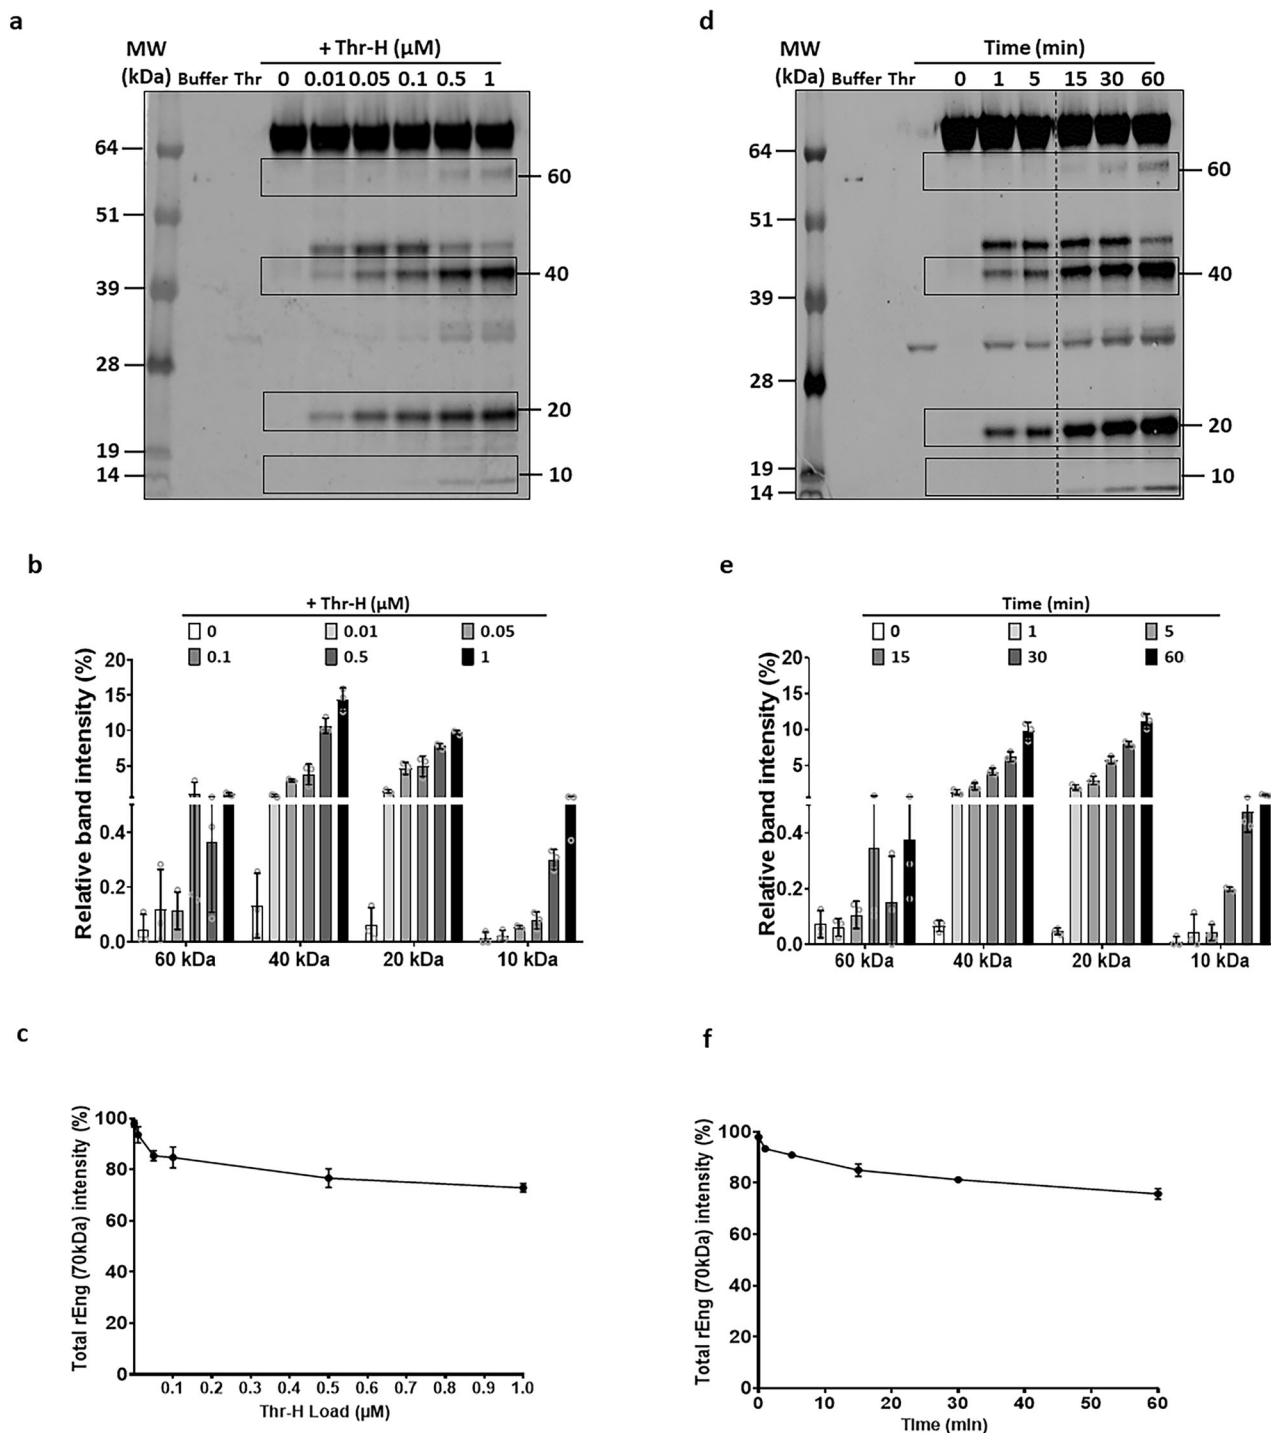 a
MW
(kDa) Buffer Thr
+ Thr-H (µM)
0 0.01 0.05 0.1 0.5 1
64
51
39
28
19
14
60
40
20
10
d
MW
(kDa) Buffer Thr
Time (min)
0 1 5 15 30 60
64
51
39
28
19
14
60
40
20
10
b
+ Thr-H (µM)
0 0.01 0.05
0.1 0.5 1
Relative band intensity (%)
20
15
10
5
0.4
0.2
0.0
60 kDa 40 kDa 20 kDa 10 kDa
e
Time (min)
0 1 5
15 30 60
Relative band intensity (%)
20
15
10
5
0.4
0.2
0.0
60 kDa 40 kDa 20 kDa 10 kDa
c
Total rEng (70kDa) intensity (%)
100
80
60
40
20
0
0.1 0.2 0.3 0.4 0.5 0.6 0.7 0.8 0.9 1.0
Thr-H Load (µM)
f
Total rEng (70kDa) intensity (%)
100
80
60
40
20
0
0 10 20 30 40 50 60
Time (min)